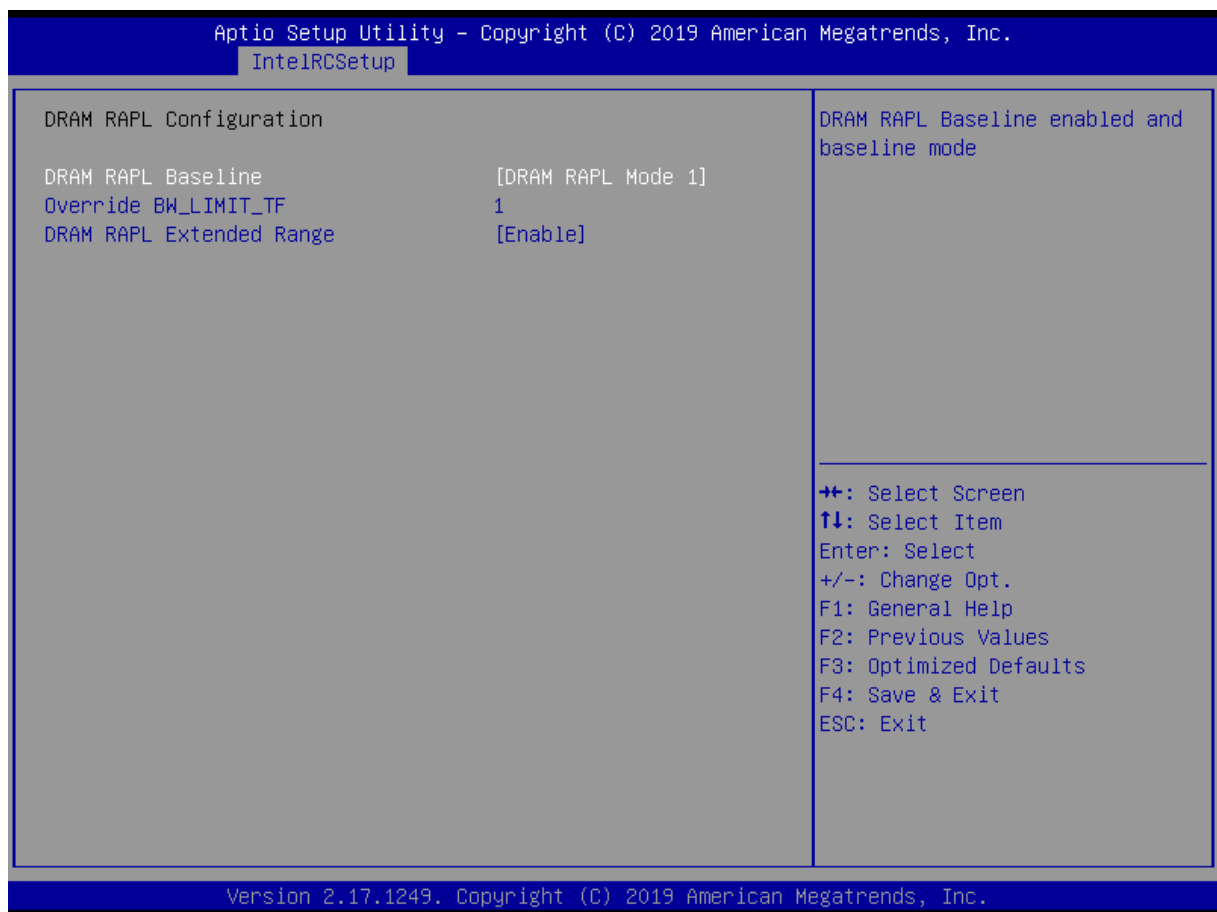 Aptio Setup Utility – Copyright (C) 2019 American Megatrends, Inc.
IntelRCSetup
DRAM RAPL Configuration
DRAM RAPL Baseline [DRAM RAPL Mode 1]
Override BW_LIMIT_TF 1
DRAM RAPL Extended Range [Enable]
DRAM RAPL Baseline enabled and
baseline mode
→←: Select Screen
↑↓: Select Item
Enter: Select
+/-: Change Opt.
F1: General Help
F2: Previous Values
F3: Optimized Defaults
F4: Save & Exit
ESC: Exit
Version 2.17.1249. Copyright (C) 2019 American Megatrends, Inc.